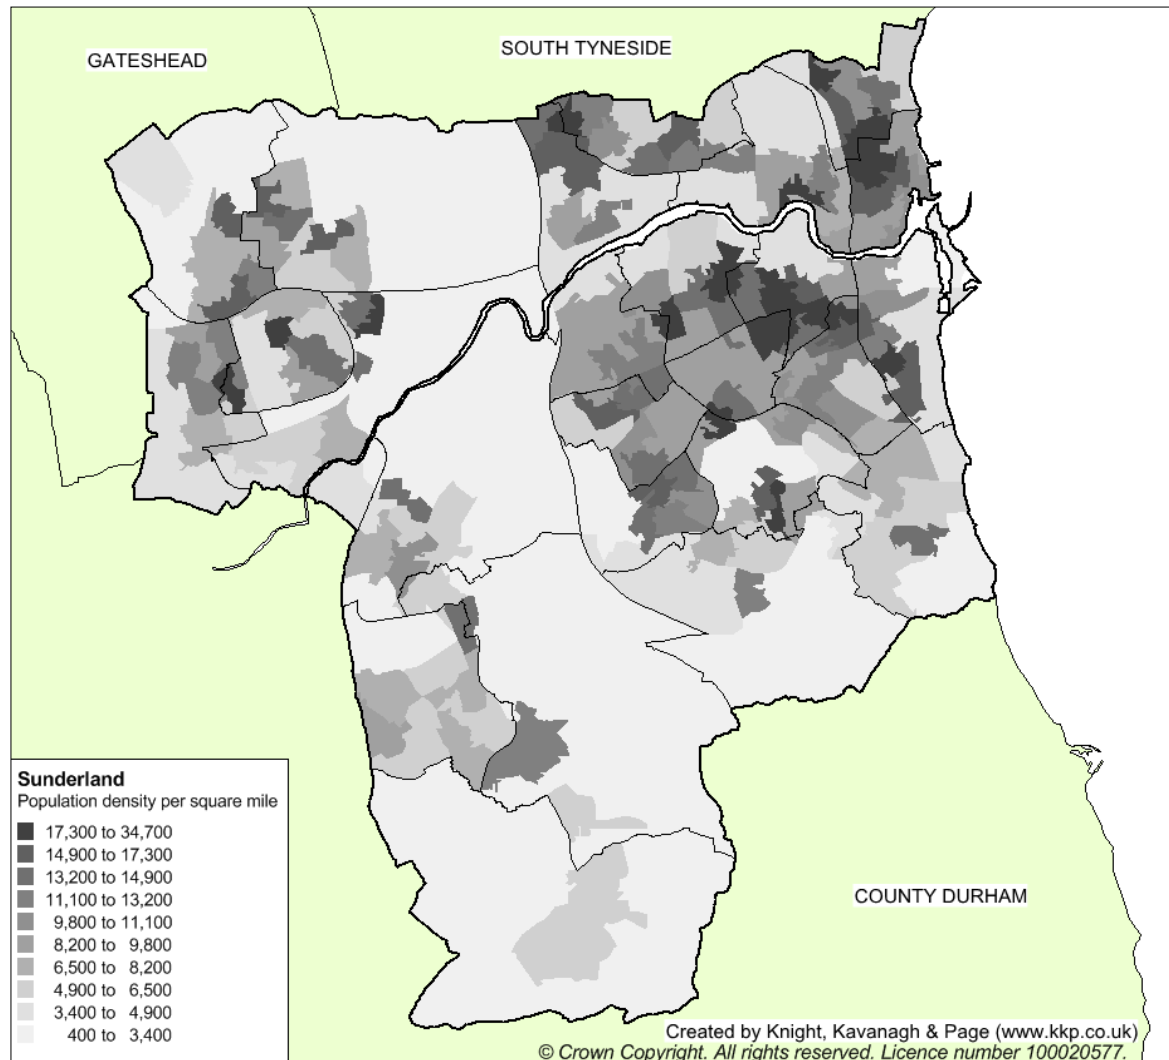 GATESHEAD
SOUTH TYNESIDE
COUNTY DURHAM
Sunderland
Population density per square mile
17,300 to 34,700
14,900 to 17,300
13,200 to 14,900
11,100 to 13,200
9,800 to 11,100
8,200 to 9,800
6,500 to 8,200
4,900 to 6,500
3,400 to 4,900
400 to 3,400
Created by Knight, Kavanagh & Page (www.kkp.co.uk)
© Crown Copyright. All rights reserved. Licence number 100020577.